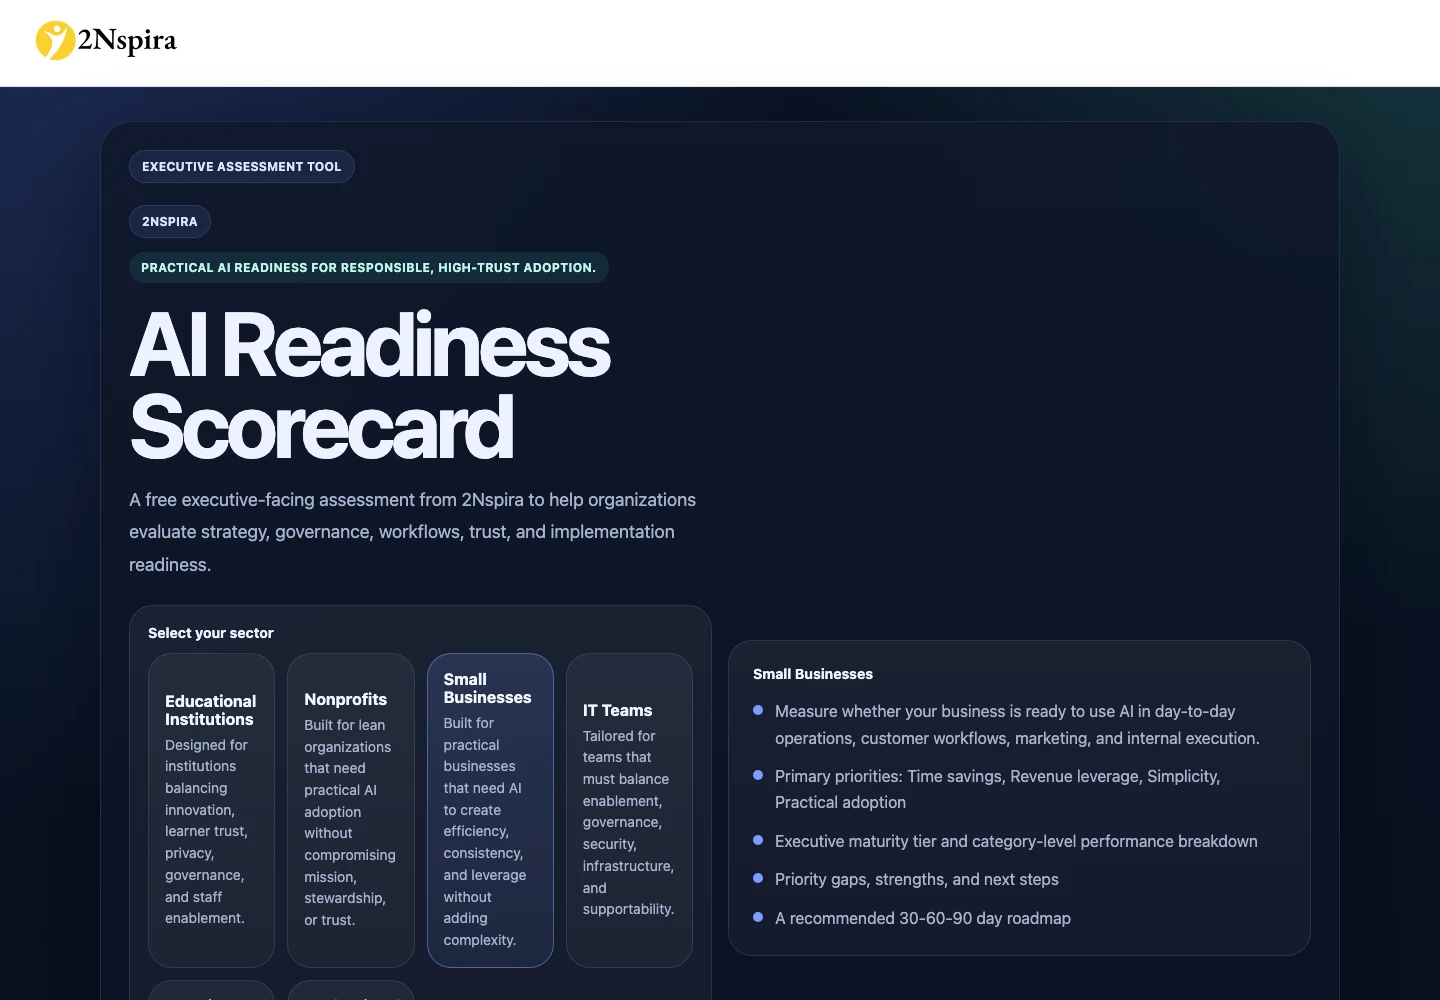 2Nspira
EXECUTIVE ASSESSMENT TOOL
2NSPIRA
PRACTICAL AI READINESS FOR RESPONSIBLE, HIGH-TRUST ADOPTION.
AI Readiness
Scorecard
A free executive-facing assessment from 2Nspira to help organizations
evaluate strategy, governance, workflows, trust, and implementation
readiness.
Select your sector
Educational
Institutions
Designed for
institutions
balancing
innovation,
learner trust,
privacy,
governance,
and staff
enablement.
Nonprofits
Built for lean
organizations
that need
practical AI
adoption
without
compromising
mission,
stewardship,
or trust.
Small
Businesses
Built for
practical
businesses
that need AI
to create
efficiency,
consistency,
and leverage
without
adding
complexity.
IT Teams
Tailored for
teams that
must balance
enablement,
governance,
security,
infrastructure,
and
supportability.
Small Businesses
Measure whether your business is ready to use AI in day-to-day
operations, customer workflows, marketing, and internal execution.
Primary priorities: Time savings, Revenue leverage, Simplicity,
Practical adoption
Executive maturity tier and category-level performance breakdown
Priority gaps, strengths, and next steps
A recommended 30-60-90 day roadmap